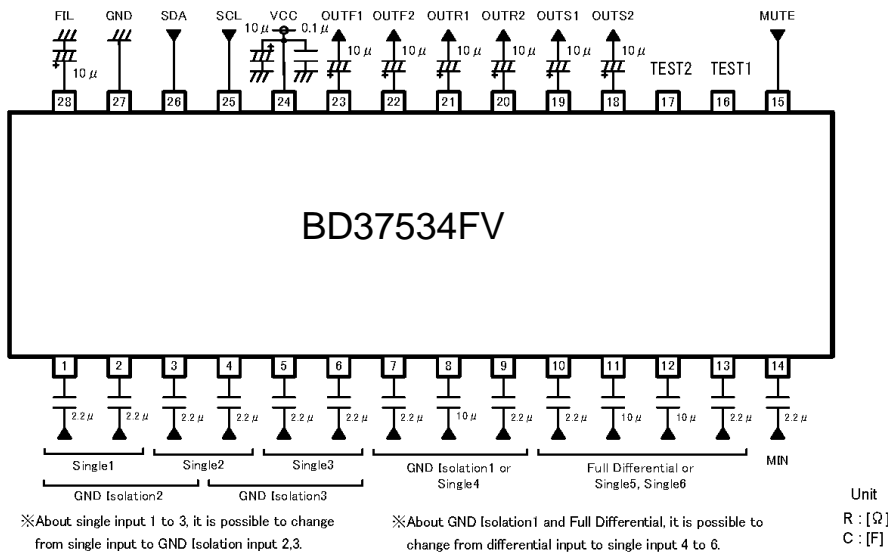 FIL GND SDA SCL VCC OUTF1 OUTF2 OUTR1 OUTR2 OUTS1 OUTS2 MUTE
10μ 0.1μ
10μ 10μ 10μ 10μ 10μ 10μ 10μ TEST2 TEST1
28 27 26 25 24 23 22 21 20 19 18 17 16 15
BD37534FV
1 2 3 4 5 6 7 8 9 10 11 12 13 14
2.2μ 2.2μ 2.2μ 2.2μ 2.2μ 2.2μ 2.2μ 10μ 2.2μ 2.2μ 10μ 10μ 2.2μ 2.2μ
Single1 Single2 Single3 GND Isolation1 or Full Differential or MIN
Single4 Single5, Single6
GND Isolation2 GND Isolation3
※About single input 1 to 3, it is possible to change
from single input to GND Isolation input 2,3.
※About GND Isolation1 and Full Differential, it is possible to
change from differential input to single input 4 to 6.
Unit
R : [Ω]
C : [F]